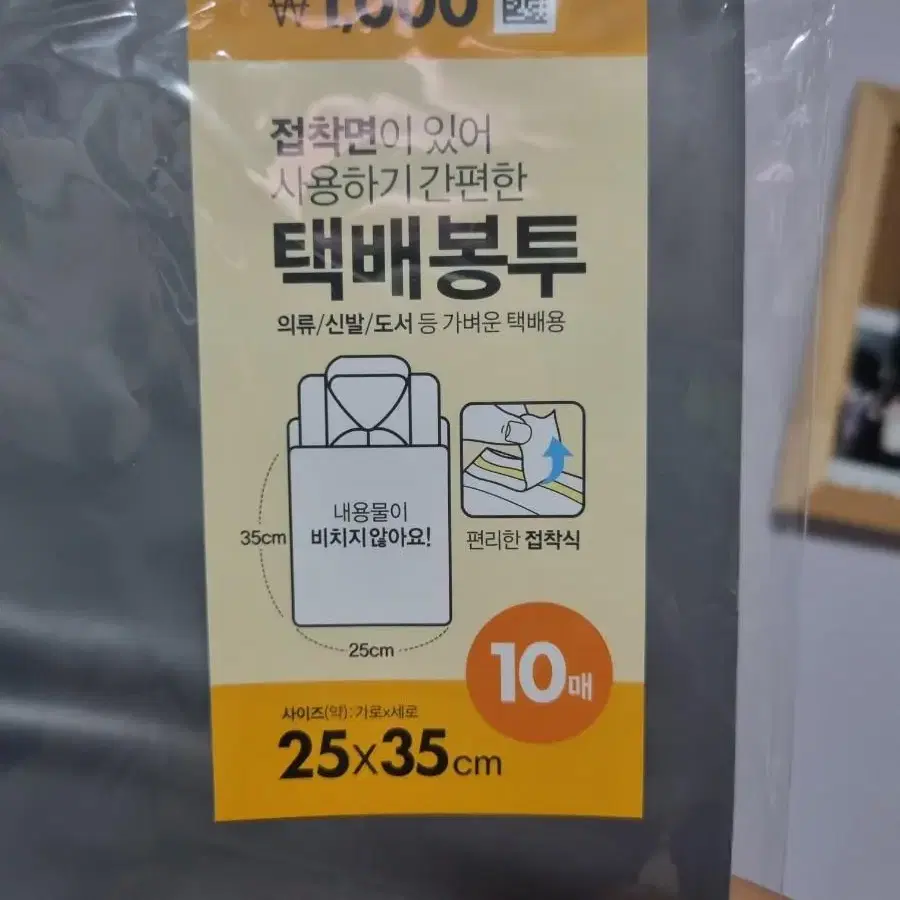 ₩1,000
접착면이 있어
사용하기 간편한
택배봉투
의류/신발/도서 등 가벼운 택배용
내용물이
비치지 않아요!
35cm
25cm
편리한 접착식
10매
사이즈(약) : 가로x세로
25x35cm